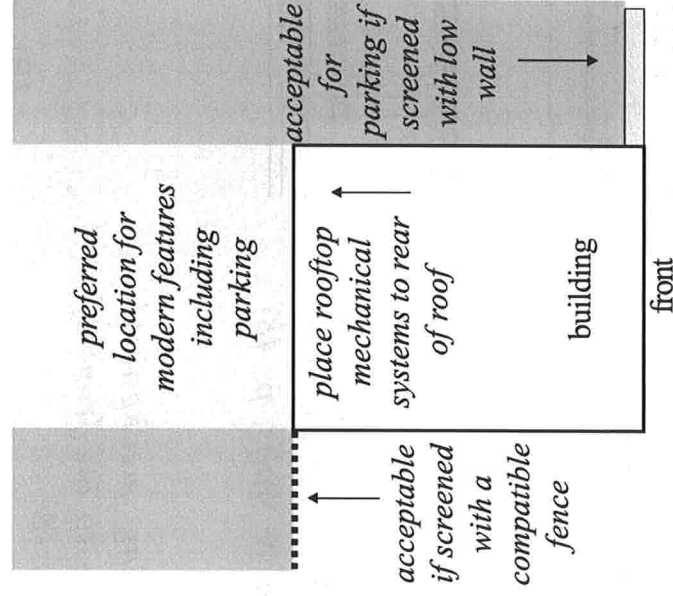 preferred
location for
modern features
including
parking
acceptable
for
parking if
screened
with low
wall
place rooftop
mechanical
systems to rear
of roof
building
front
acceptable
if screened
with a
compatible
fence